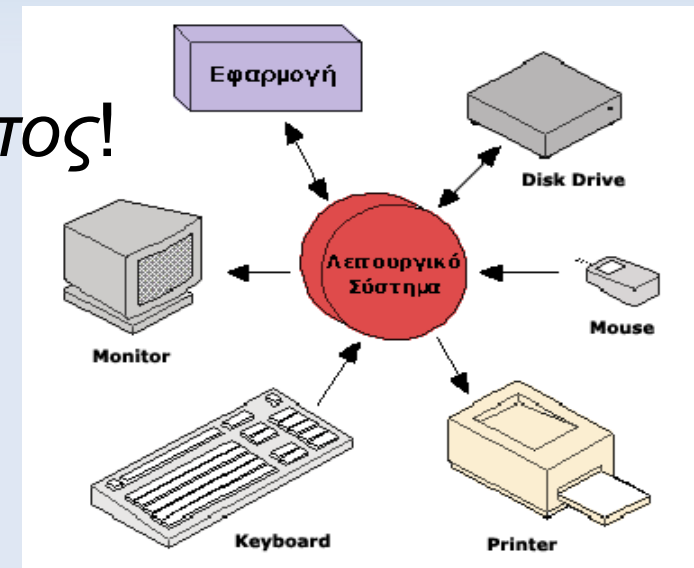 Εφαρμογή
τος!
Disk Drive
Λειτουργικό
Σύστημα
Mouse
Monitor
Keyboard
Printer